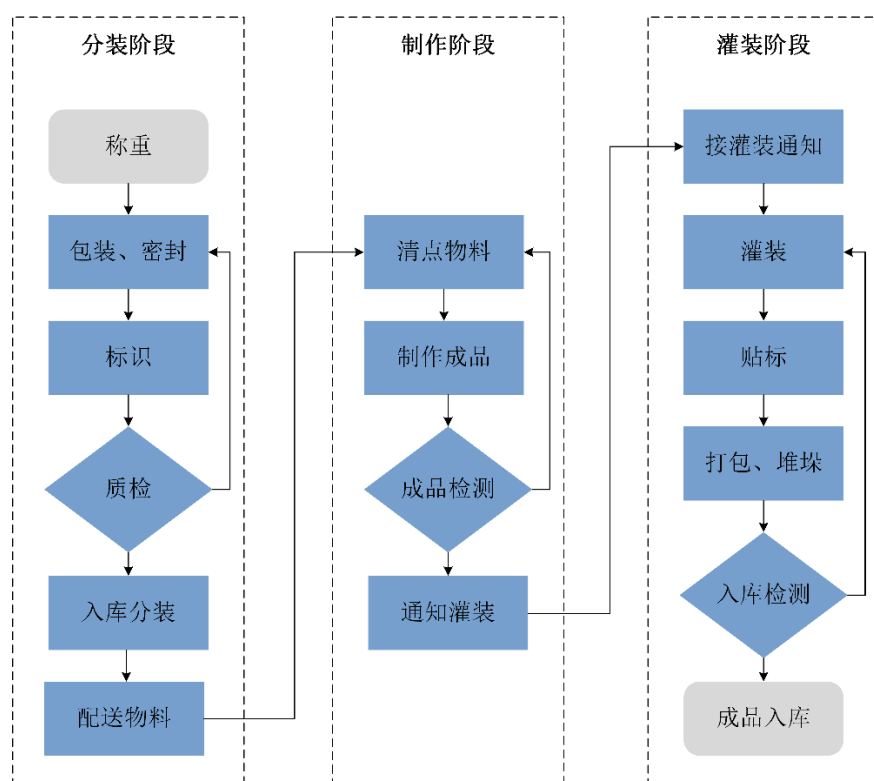 分装阶段
称重
包装、密封
标识
质检
入库分装
配送物料
制作阶段
清点物料
制作成品
成品检测
通知灌装
灌装阶段
接灌装通知
灌装
贴标
打包、堆垛
入库检测
成品入库